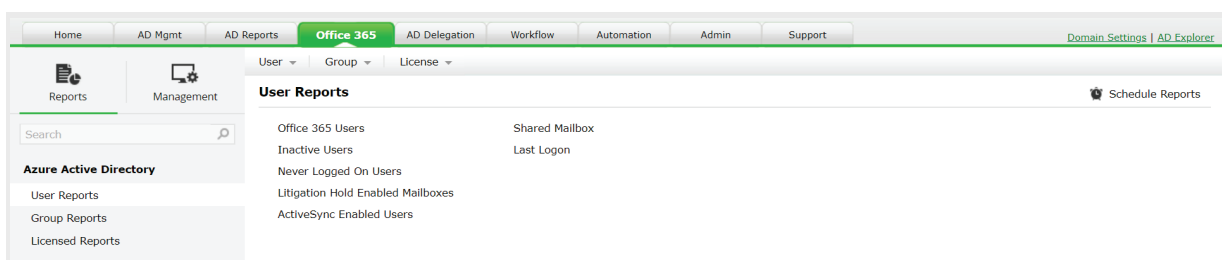 Home AD Mgmt AD Reports Office 365 AD Delegation Workflow Automation Admin Support
Domain Settings | AD Explorer
Reports Management
Search
Azure Active Directory
User Reports
Group Reports
Licensed Reports
User Group License
User Reports
Schedule Reports
Office 365 Users
Inactive Users
Never Logged On Users
Litigation Hold Enabled Mailboxes
ActiveSync Enabled Users
Shared Mailbox
Last Logon